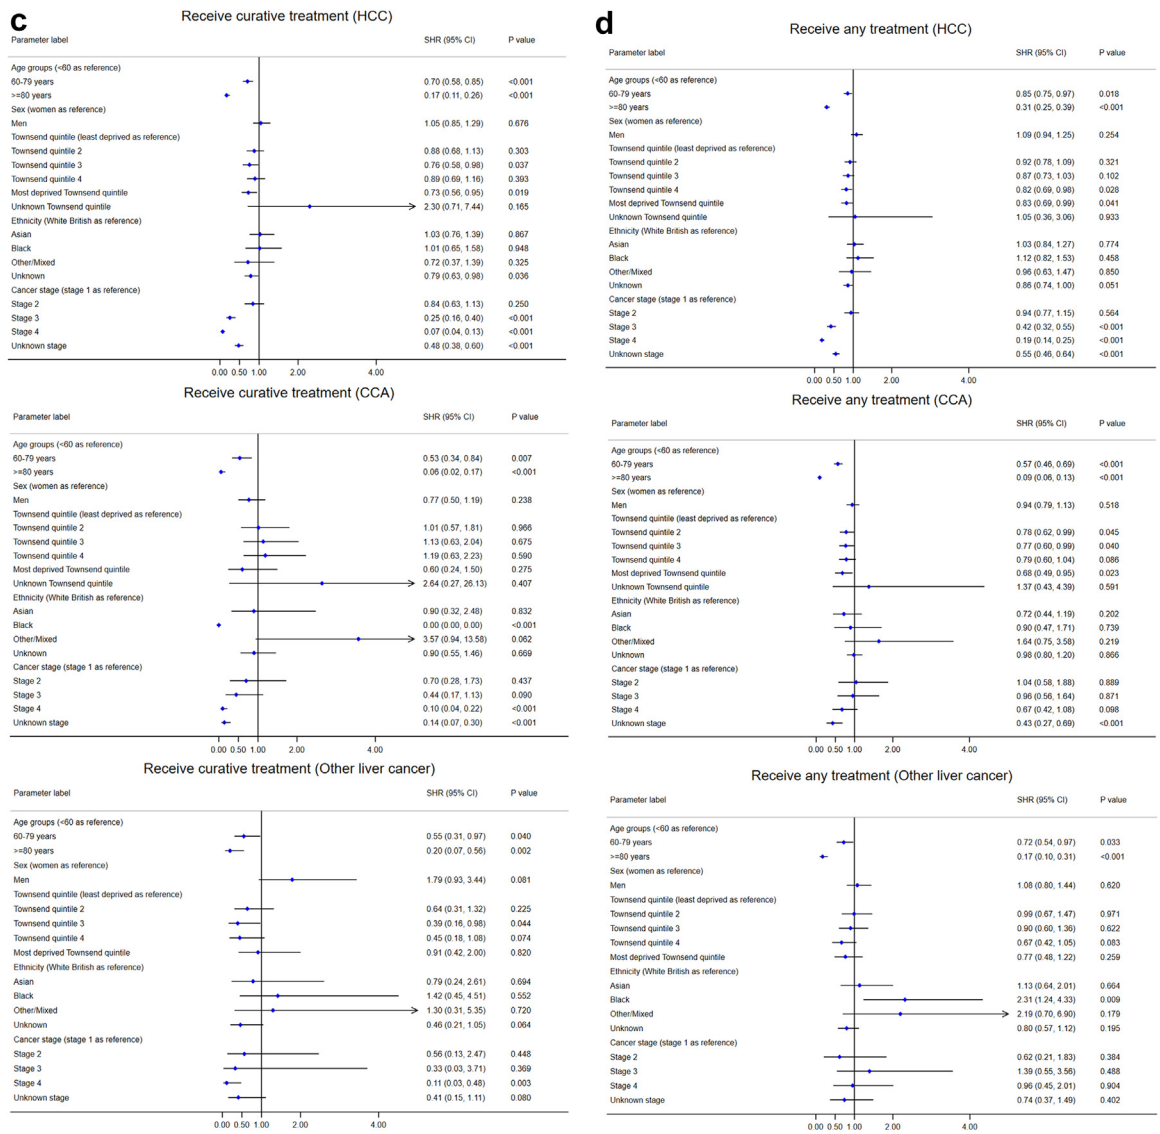 c
Receive curative treatment (HCC)
Parameter label SHR (95% CI) P value
Age groups (<60 as reference)
60-79 years 0.70 (0.58, 0.85) <0.001
>=80 years 0.17 (0.11, 0.26) <0.001
Sex (women as reference)
Men 1.05 (0.85, 1.29) 0.676
Townsend quintile (least deprived as reference)
Townsend quintile 2 0.88 (0.68, 1.13) 0.303
Townsend quintile 3 0.76 (0.58, 0.98) 0.037
Townsend quintile 4 0.89 (0.69, 1.16) 0.393
Most deprived Townsend quintile 0.73 (0.56, 0.95) 0.019
Unknown Townsend quintile 2.30 (0.71, 7.44) 0.165
Ethnicity (White British as reference)
Asian 1.03 (0.76, 1.39) 0.867
Black 1.01 (0.65, 1.58) 0.948
Other/Mixed 0.72 (0.37, 1.39) 0.325
Unknown 0.79 (0.63, 0.98) 0.036
Cancer stage (stage 1 as reference)
Stage 2 0.84 (0.63, 1.13) 0.250
Stage 3 0.25 (0.16, 0.40) <0.001
Stage 4 0.07 (0.04, 0.13) <0.001
Unknown stage 0.48 (0.38, 0.60) <0.001
0.00 0.50 1.00 2.00 4.00
Receive curative treatment (CCA)
Parameter label SHR (95% CI) P value
Age groups (<60 as reference)
60-79 years 0.53 (0.34, 0.84) 0.007
>=80 years 0.06 (0.02, 0.17) <0.001
Sex (women as reference)
Men 0.77 (0.50, 1.19) 0.238
Townsend quintile (least deprived as reference)
Townsend quintile 2 1.01 (0.57, 1.81) 0.966
Townsend quintile 3 1.13 (0.63, 2.04) 0.675
Townsend quintile 4 1.19 (0.63, 2.23) 0.590
Most deprived Townsend quintile 0.60 (0.24, 1.50) 0.275
Unknown Townsend quintile 2.64 (0.27, 26.13) 0.407
Ethnicity (White British as reference)
Asian 0.90 (0.32, 2.48) 0.832
Black 0.00 (0.00, 0.00) <0.001
Other/Mixed 3.57 (0.94, 13.58) 0.062
Unknown 0.90 (0.55, 1.46) 0.669
Cancer stage (stage 1 as reference)
Stage 2 0.70 (0.28, 1.73) 0.437
Stage 3 0.44 (0.17, 1.13) 0.090
Stage 4 0.10 (0.04, 0.22) <0.001
Unknown stage 0.14 (0.07, 0.30) <0.001
0.00 0.50 1.00 2.00 4.00
Receive curative treatment (Other liver cancer)
Parameter label SHR (95% CI) P value
Age groups (<60 as reference)
60-79 years 0.55 (0.31, 0.97) 0.040
>=80 years 0.20 (0.07, 0.56) 0.002
Sex (women as reference)
Men 1.79 (0.93, 3.44) 0.081
Townsend quintile (least deprived as reference)
Townsend quintile 2 0.64 (0.31, 1.32) 0.225
Townsend quintile 3 0.39 (0.16, 0.98) 0.044
Townsend quintile 4 0.45 (0.18, 1.08) 0.074
Most deprived Townsend quintile 0.91 (0.42, 2.00) 0.820
Ethnicity (White British as reference)
Asian 0.79 (0.24, 2.61) 0.694
Black 1.42 (0.45, 4.51) 0.552
Other/Mixed 1.30 (0.31, 5.35) 0.720
Unknown 0.46 (0.21, 1.05) 0.064
Cancer stage (stage 1 as reference)
Stage 2 0.56 (0.13, 2.47) 0.448
Stage 3 0.33 (0.03, 3.71) 0.369
Stage 4 0.11 (0.03, 0.48) 0.003
Unknown stage 0.41 (0.15, 1.11) 0.080
0.00 0.50 1.00 2.00 4.00
d
Receive any treatment (HCC)
Parameter label SHR (95% CI) P value
Age groups (<60 as reference)
60-79 years 0.85 (0.75, 0.97) 0.018
>=80 years 0.31 (0.25, 0.39) <0.001
Sex (women as reference)
Men 1.09 (0.94, 1.25) 0.254
Townsend quintile (least deprived as reference)
Townsend quintile 2 0.92 (0.78, 1.09) 0.321
Townsend quintile 3 0.87 (0.73, 1.03) 0.102
Townsend quintile 4 0.82 (0.69, 0.98) 0.028
Most deprived Townsend quintile 0.83 (0.69, 0.99) 0.041
Unknown Townsend quintile 1.05 (0.36, 3.06) 0.933
Ethnicity (White British as reference)
Asian 1.03 (0.84, 1.27) 0.774
Black 1.12 (0.82, 1.53) 0.458
Other/Mixed 0.96 (0.63, 1.47) 0.850
Unknown 0.86 (0.74, 1.00) 0.051
Cancer stage (stage 1 as reference)
Stage 2 0.94 (0.77, 1.15) 0.564
Stage 3 0.42 (0.32, 0.55) <0.001
Stage 4 0.19 (0.14, 0.25) <0.001
Unknown stage 0.55 (0.46, 0.64) <0.001
0.00 0.50 1.00 2.00 4.00
Receive any treatment (CCA)
Parameter label SHR (95% CI) P value
Age groups (<60 as reference)
60-79 years 0.57 (0.46, 0.69) <0.001
>=80 years 0.09 (0.06, 0.13) <0.001
Sex (women as reference)
Men 0.94 (0.79, 1.13) 0.518
Townsend quintile (least deprived as reference)
Townsend quintile 2 0.78 (0.62, 0.99) 0.045
Townsend quintile 3 0.77 (0.60, 0.99) 0.040
Townsend quintile 4 0.79 (0.60, 1.04) 0.086
Most deprived Townsend quintile 0.68 (0.49, 0.95) 0.023
Unknown Townsend quintile 1.37 (0.43, 4.39) 0.591
Ethnicity (White British as reference)
Asian 0.72 (0.44, 1.19) 0.202
Black 0.90 (0.47, 1.71) 0.739
Other/Mixed 1.64 (0.75, 3.58) 0.219
Unknown 0.98 (0.80, 1.20) 0.866
Cancer stage (stage 1 as reference)
Stage 2 1.04 (0.58, 1.88) 0.889
Stage 3 0.96 (0.56, 1.64) 0.871
Stage 4 0.67 (0.42, 1.08) 0.098
Unknown stage 0.43 (0.27, 0.69) <0.001
0.00 0.50 1.00 2.00 4.00
Receive any treatment (Other liver cancer)
Parameter label SHR (95% CI) P value
Age groups (<60 as reference)
60-79 years 0.72 (0.54, 0.97) 0.033
>=80 years 0.17 (0.10, 0.31) <0.001
Sex (women as reference)
Men 1.08 (0.80, 1.44) 0.620
Townsend quintile (least deprived as reference)
Townsend quintile 2 0.99 (0.67, 1.47) 0.971
Townsend quintile 3 0.90 (0.60, 1.36) 0.622
Townsend quintile 4 0.67 (0.42, 1.05) 0.083
Most deprived Townsend quintile 0.77 (0.48, 1.22) 0.259
Ethnicity (White British as reference)
Asian 1.13 (0.64, 2.01) 0.664
Black 2.31 (1.24, 4.33) 0.009
Other/Mixed 2.19 (0.70, 6.90) 0.179
Unknown 0.80 (0.57, 1.12) 0.195
Cancer stage (stage 1 as reference)
Stage 2 0.62 (0.21, 1.83) 0.384
Stage 3 1.39 (0.55, 3.56) 0.488
Stage 4 0.96 (0.45, 2.01) 0.904
Unknown stage 0.74 (0.37, 1.49) 0.402
0.00 0.50 1.00 2.00 4.00